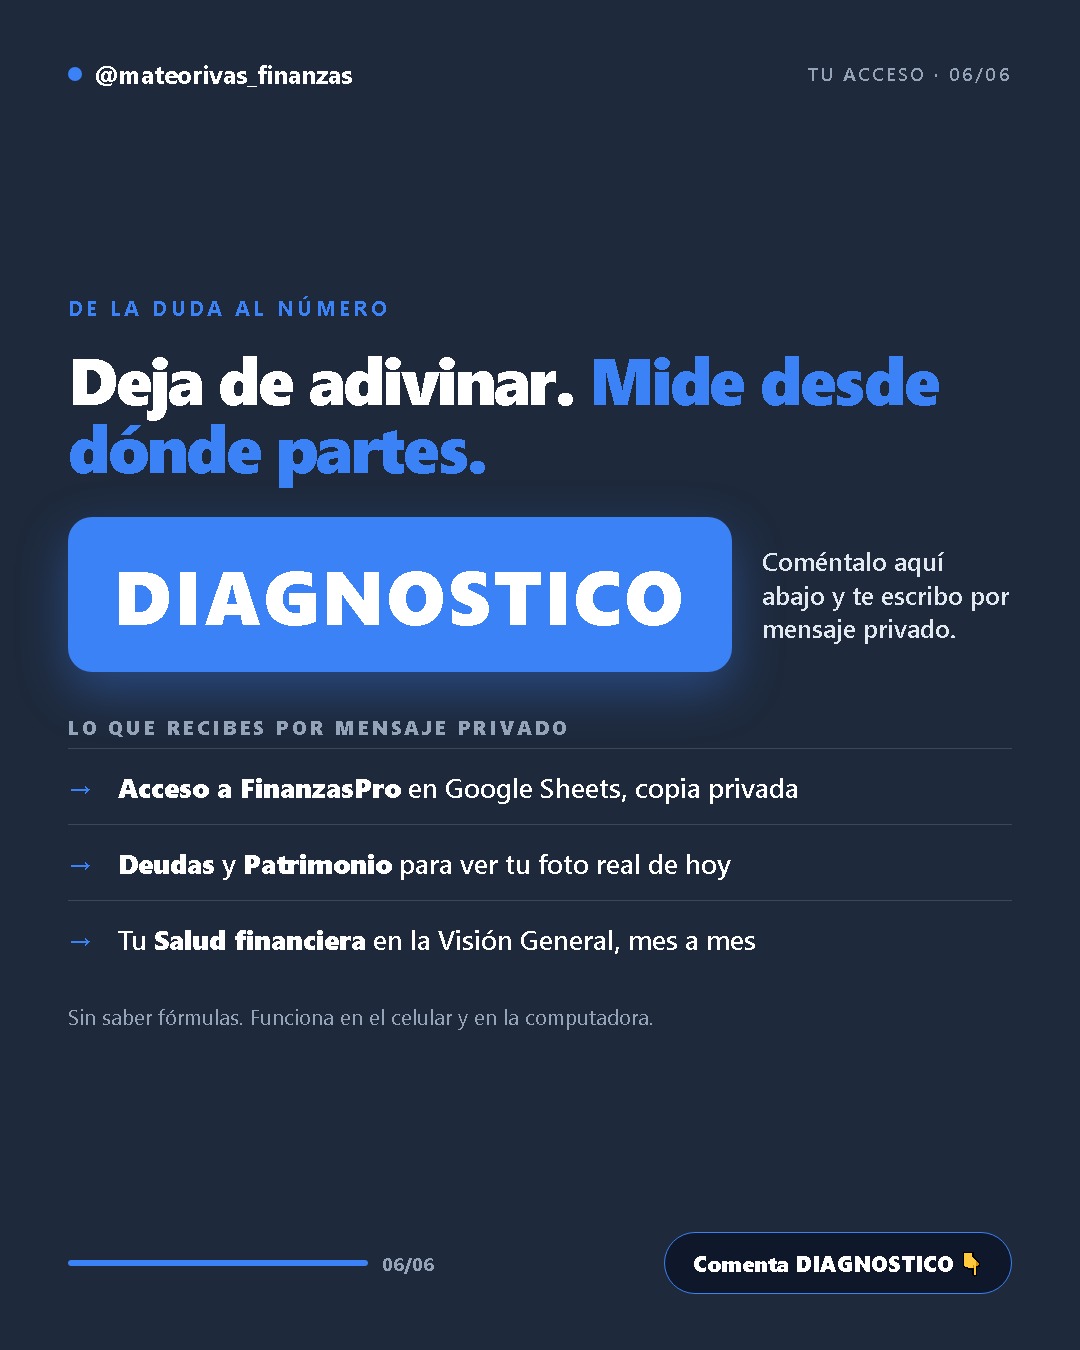 @mateorivas_finanzas
TU ACCESO · 06/06
DE LA DUDA AL NÚMERO
Deja de adivinar. Mide desde
dónde partes.
DIAGNOSTICO
Coméntalo aquí
abajo y te escribo por
mensaje privado.
LO QUE RECIBES POR MENSAJE PRIVADO
→ Acceso a FinanzasPro en Google Sheets, copia privada
→ Deudas y Patrimonio para ver tu foto real de hoy
→ Tu Salud financiera en la Visión General, mes a mes
Sin saber fórmulas. Funciona en el celular y en la computadora.
06/06
Comenta DIAGNOSTICO 👇